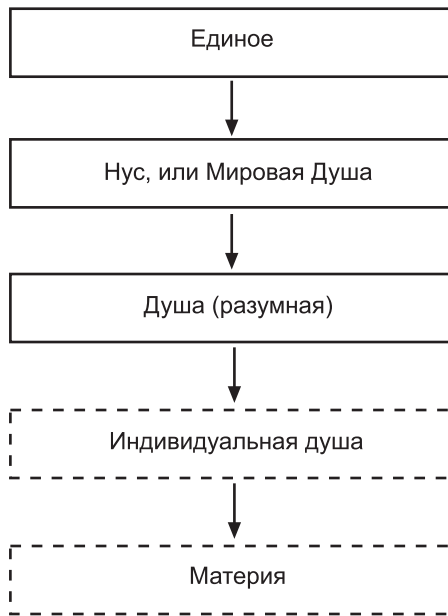 Единое
Нус, или Мировая Душа
Душа (разумная)
Индивидуальная душа
Материя